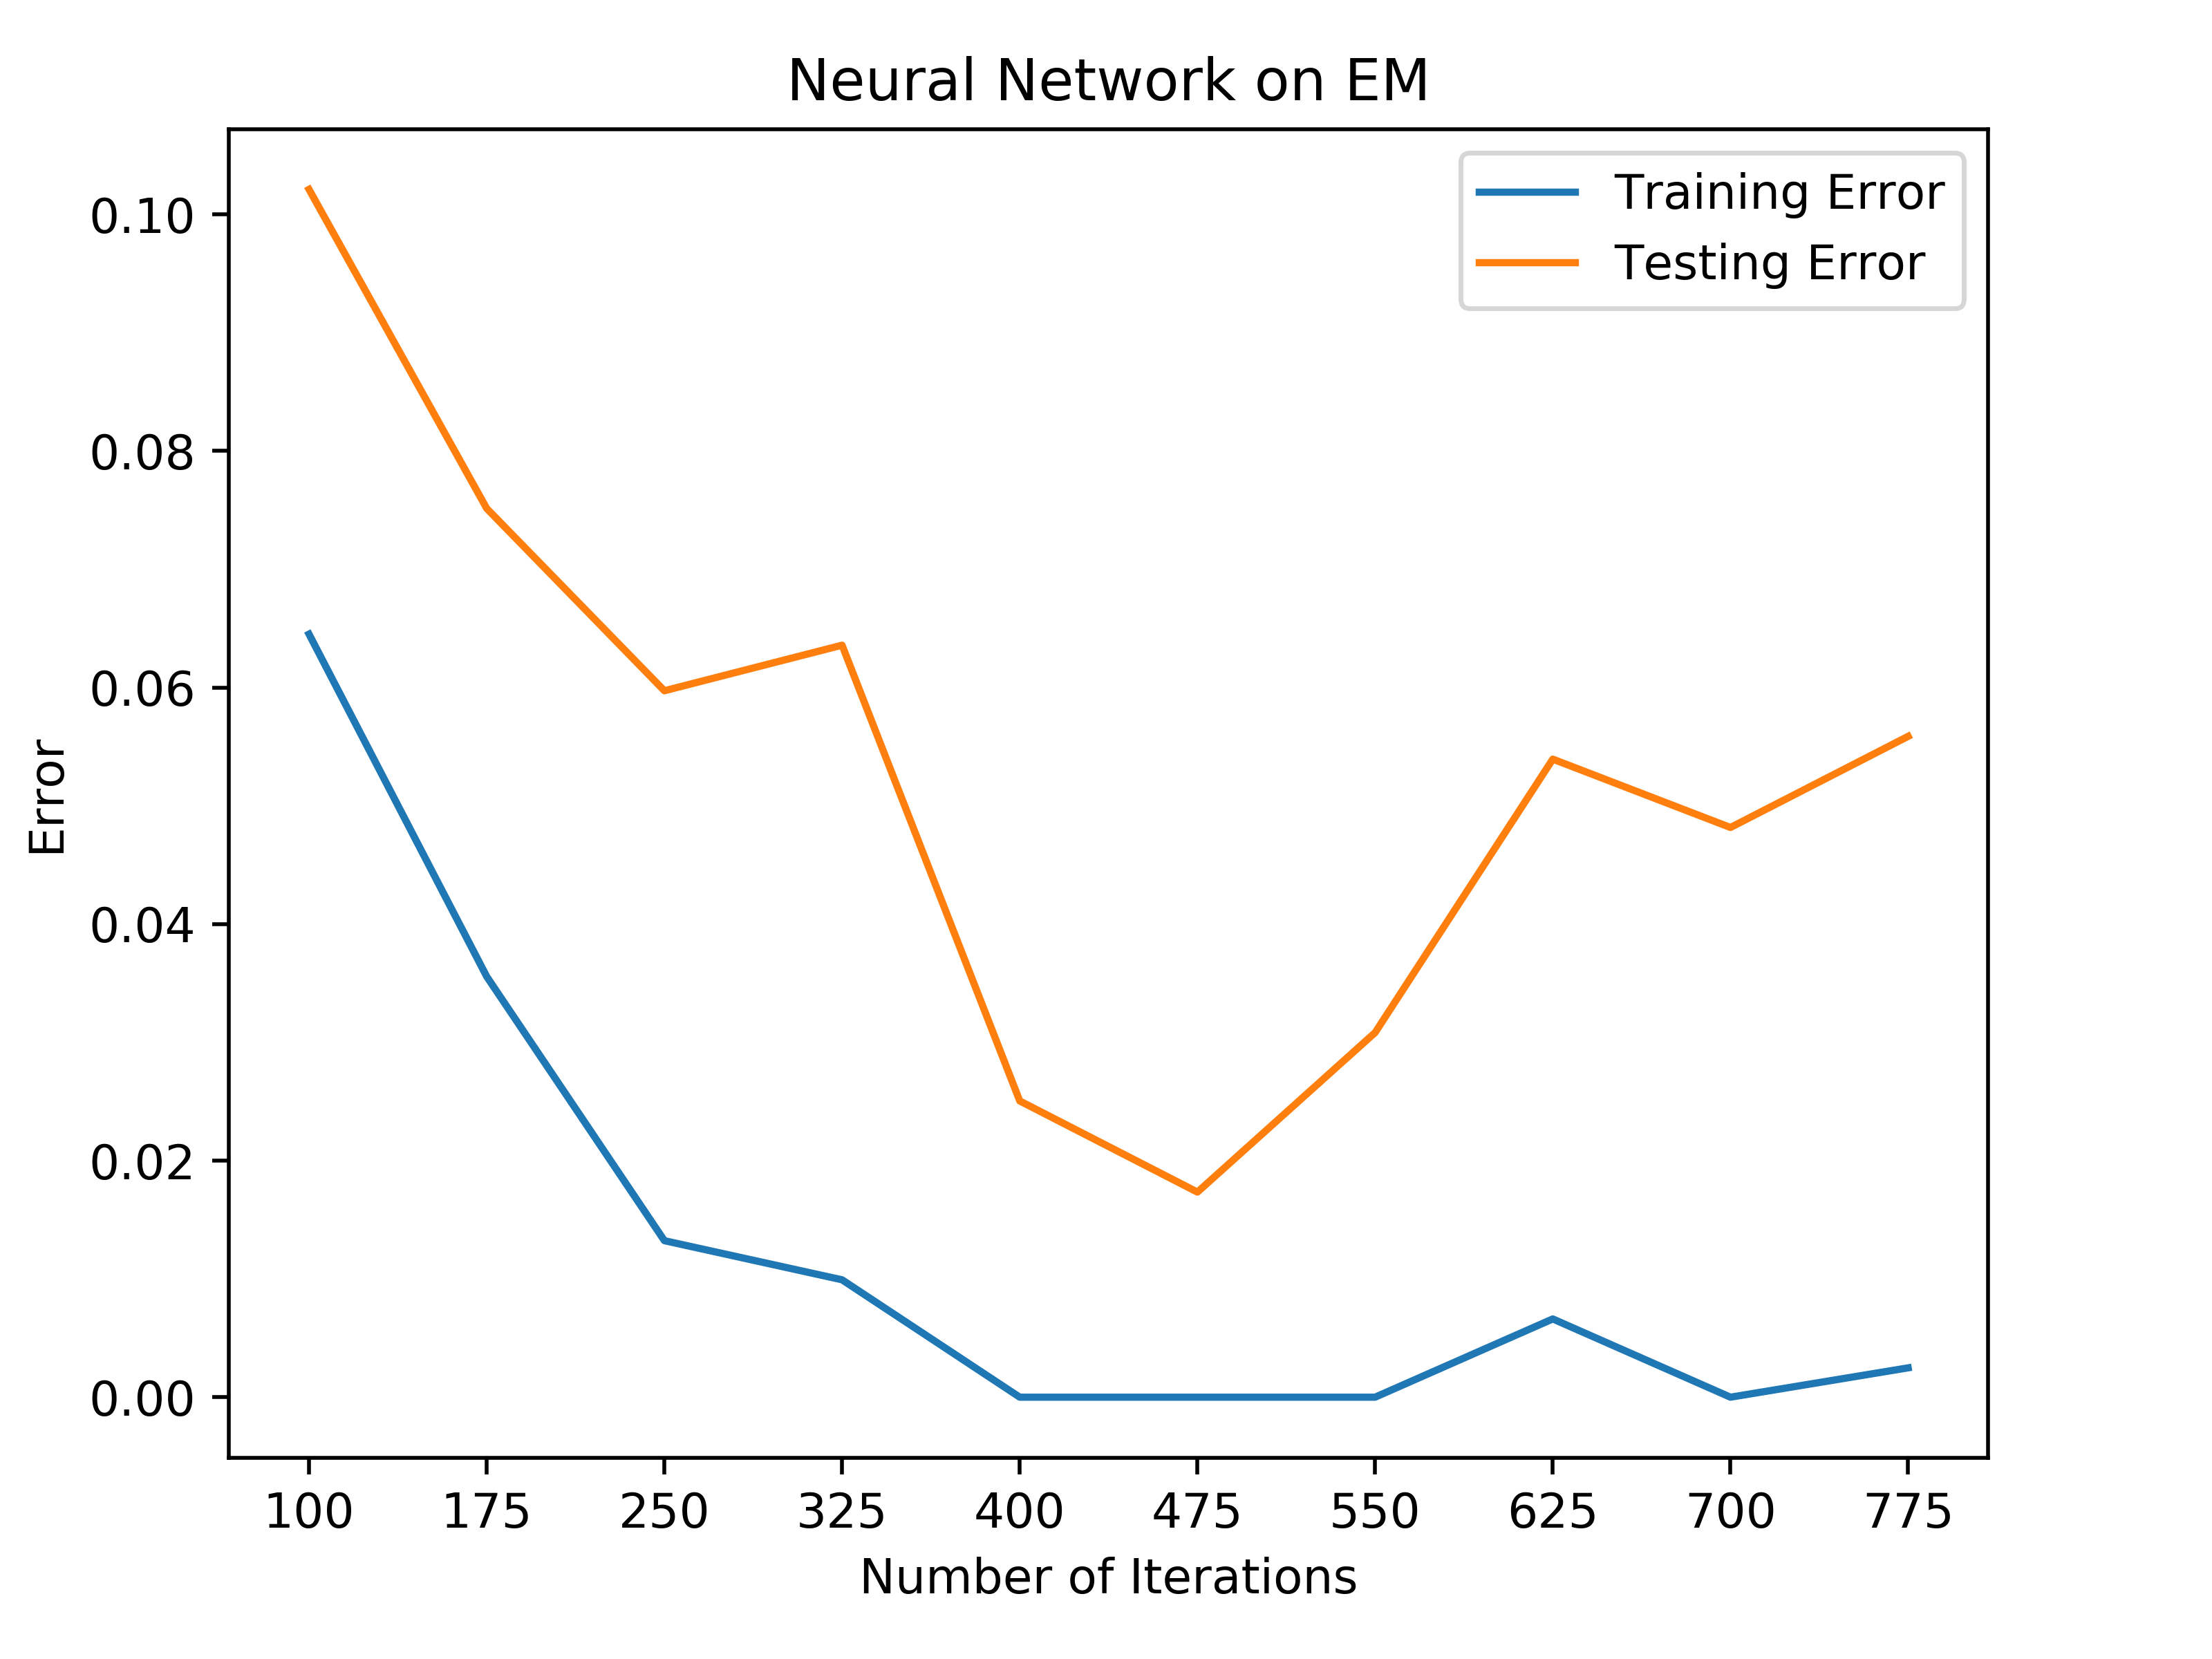 Neural Network on EM
Training Error
Testing Error
0.10
0.08
0.06
0.04
0.02
0.00
Error
100 175 250 325 400 475 550 625 700 775
Number of Iterations